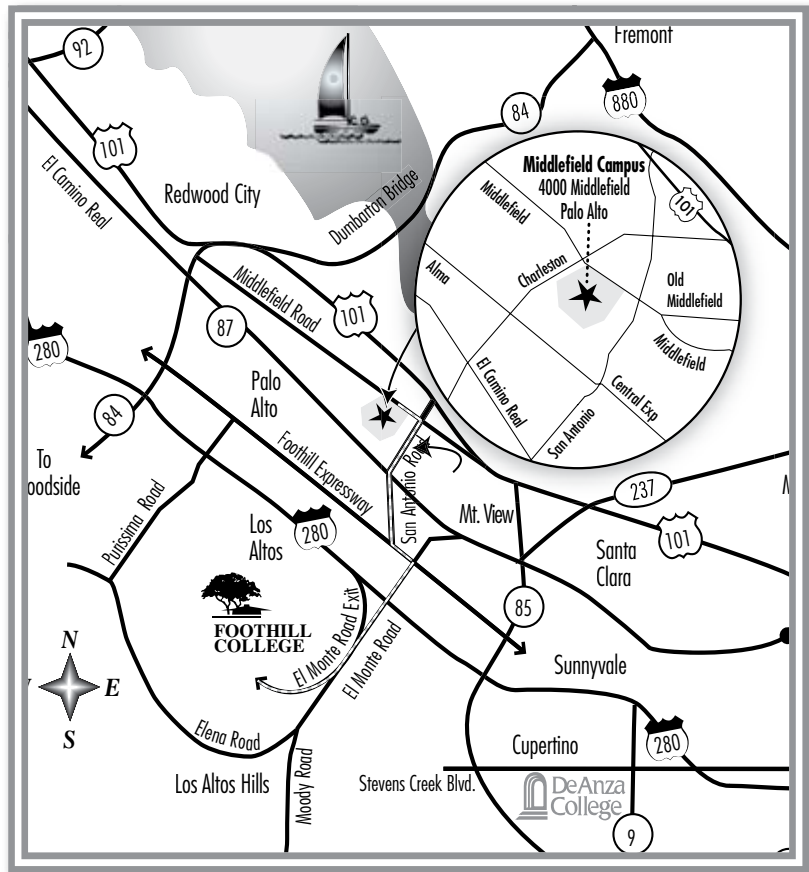 92
Fremont
880
84
101
El Camino Real
Redwood City
Dumbarton Bridge
Middlefield Campus
4000 Middlefield
Palo Alto
Middlefield
101
Alma
Charleston
Old
Middlefield
Middlefield
El Camino Real
Central Exp
San Antonio
Middlefield Road
101
87
280
Palo
Alto
84
To
oodside
Foothill Expressway
San Antonio Road
237
Mt. View
101
Purissima Road
Los
Altos
280
Santa
Clara
85
FOOTHILL
COLLEGE
El Monte Road Exit
El Monte Road
N
E
S
Sunnyvale
Elena Road
Cupertino
280
Los Altos Hills
Moody Road
Stevens Creek Blvd.
DeAnza
College
9